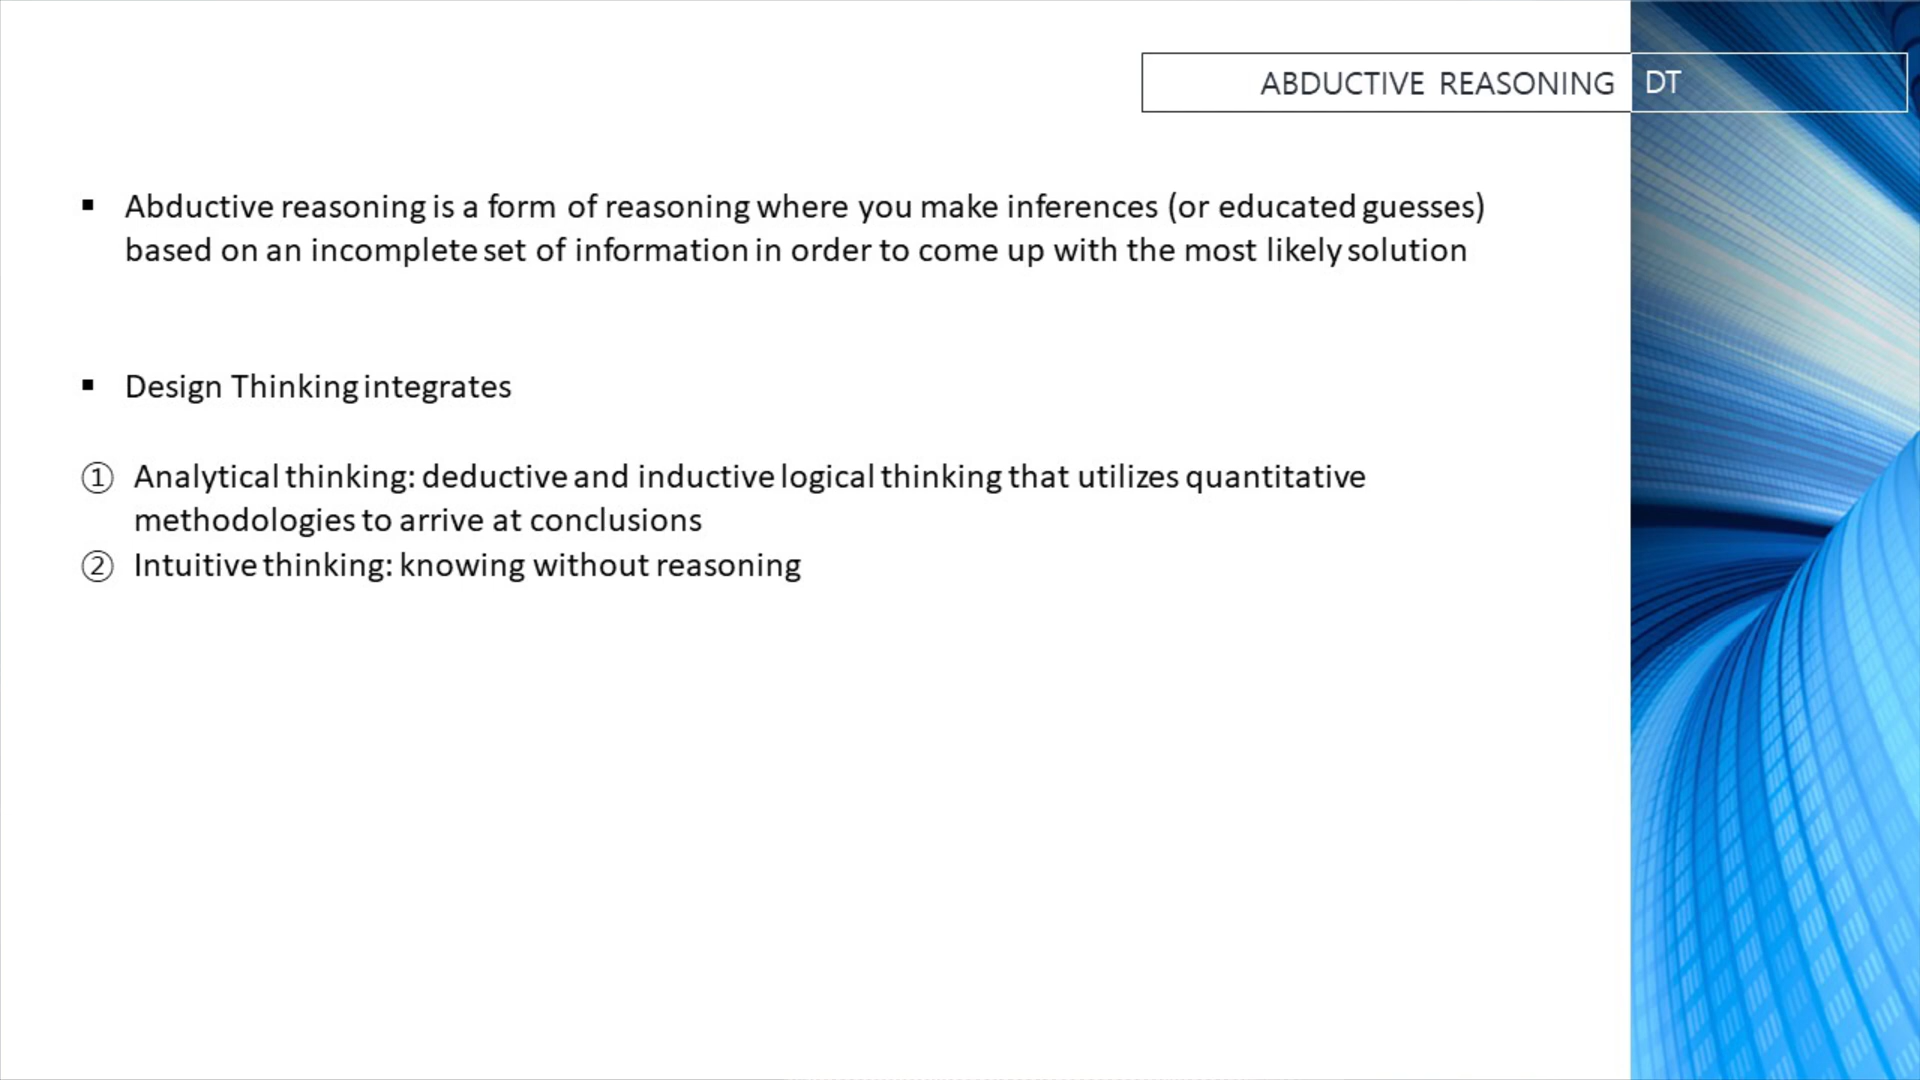 ABDUCTIVE REASONING DT
▪ Abductive reasoning is a form of reasoning where you make inferences (or educated guesses)
based on an incomplete set of information in order to come up with the most likely solution
▪ Design Thinking integrates
① Analytical thinking: deductive and inductive logical thinking that utilizes quantitative
methodologies to arrive at conclusions
② Intuitive thinking: knowing without reasoning